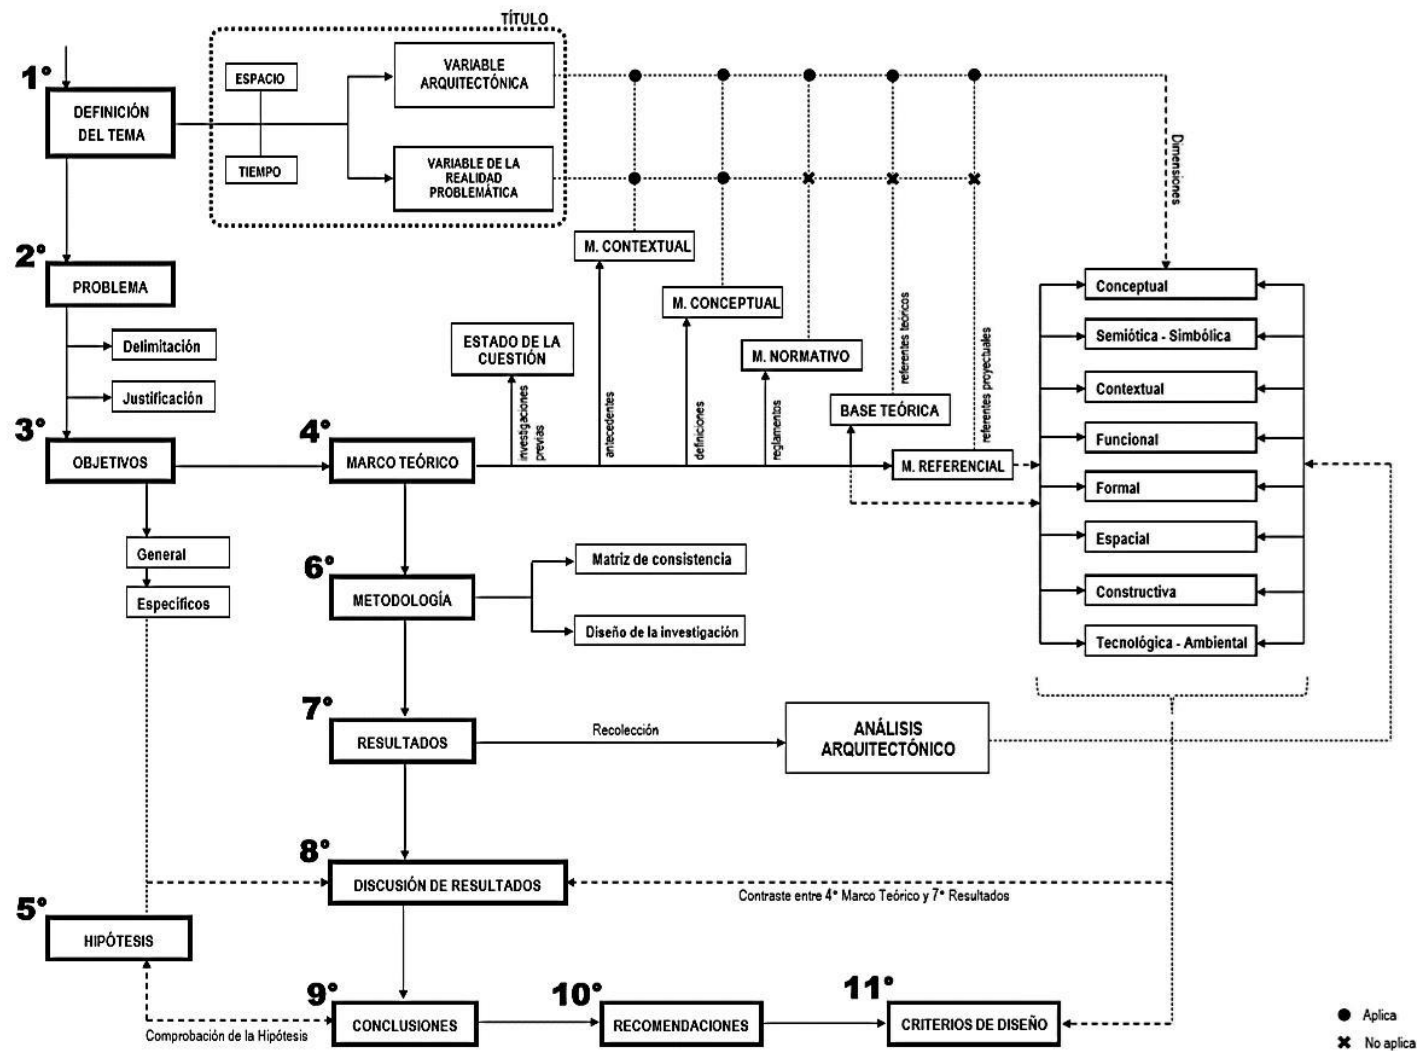 TÍTULO
1°
DEFINICIÓN
DEL TEMA
ESPACIO
TIEMPO
VARIABLE
ARQUITECTÓNICA
VARIABLE DE LA
REALIDAD
PROBLEMÁTICA
Dimensiones
2°
PROBLEMA
Delimitación
Justificación
M. CONTEXTUAL
M. CONCEPTUAL
M. NORMATIVO
ESTADO DE LA
CUESTIÓN
BASE TEÓRICA
M. REFERENCIAL
investigaciones
previas
antecedentes
definiciones
reglamentos
referentes teóricos
referentes proyectuales
3°
OBJETIVOS
General
Específicos
4°
MARCO TEÓRICO
Conceptual
Semiótica - Simbólica
Contextual
Funcional
Formal
Espacial
Constructiva
Tecnológica - Ambiental
6°
METODOLOGÍA
Matriz de consistencia
Diseño de la investigación
7°
RESULTADOS
Recolección
ANÁLISIS
ARQUITECTÓNICO
8°
DISCUSIÓN DE RESULTADOS
Contraste entre 4° Marco Teórico y 7° Resultados
5°
HIPÓTESIS
Comprobación de la Hipótesis
9°
CONCLUSIONES
10°
RECOMENDACIONES
11°
CRITERIOS DE DISEÑO
Aplica
No aplica